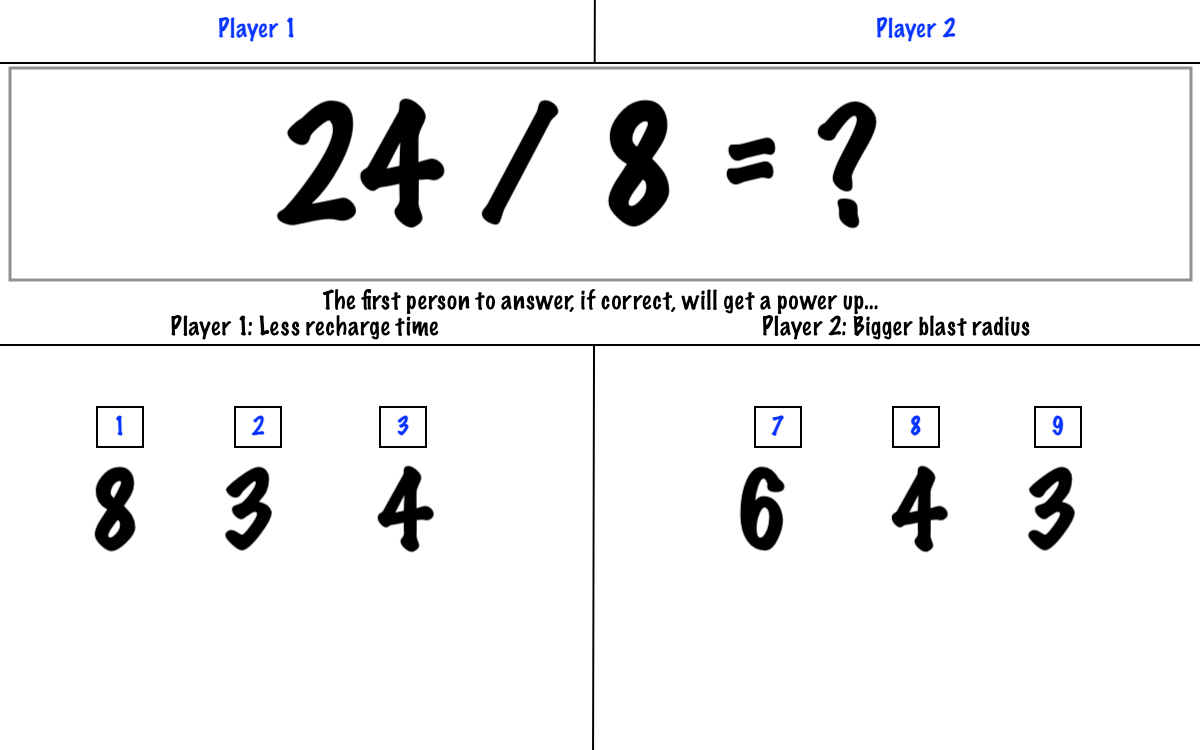 Player 1 Player 2
24 / 8 = ?
The first person to answer, if correct, will get a power up...
Player 1: Less recharge time Player 2: Bigger blast radius
1 2 3 7 8 9
8 3 4 6 4 3